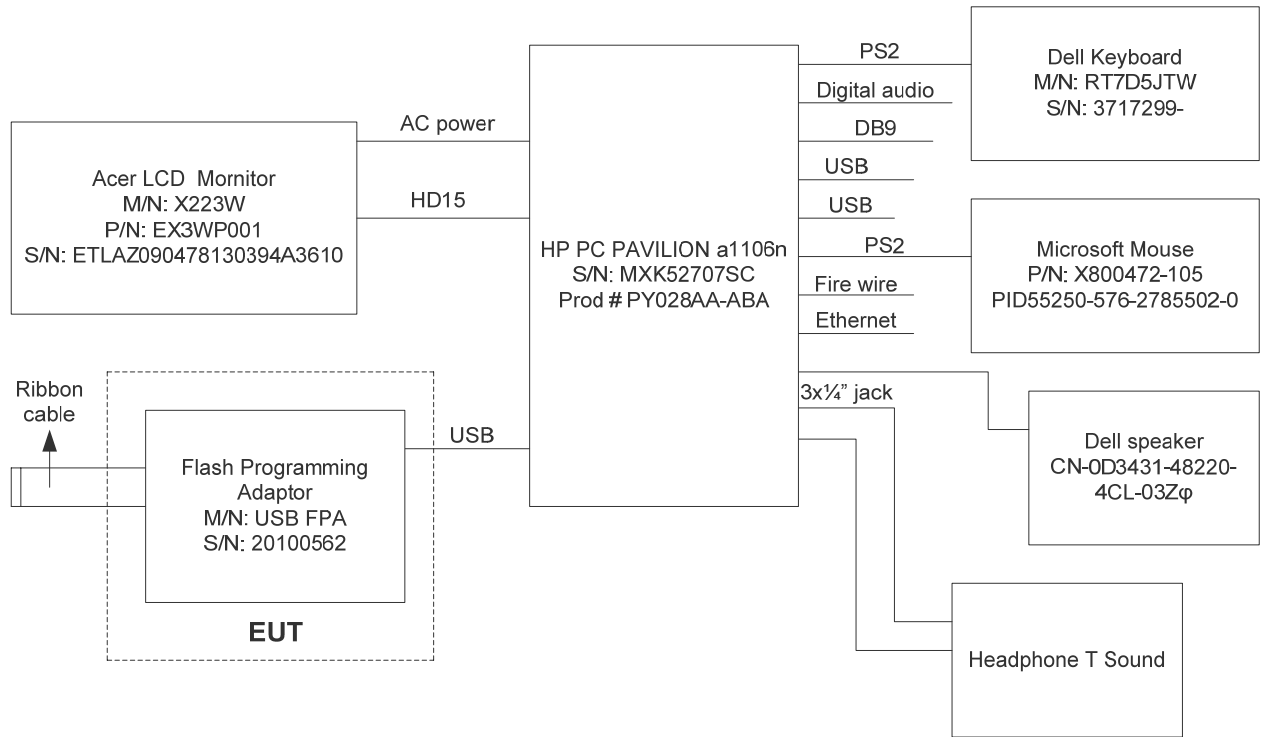 Acer LCD  Mornitor
M/N: X223W
P/N: EX3WP001
S/N: ETLAZ090478130394A3610
AC power
HD15
HP PC PAVILION a1106n
S/N: MXK52707SC
Prod # PY028AA-ABA
PS2
Digital audio
DB9
USB
USB
PS2
Fire wire
Ethernet
3x¼” jack
Dell Keyboard
M/N: RT7D5JTW
S/N: 3717299-
Microsoft Mouse
P/N: X800472-105
PID55250-576-2785502-0
Dell speaker
CN-0D3431-48220-
4CL-03Zφ
Headphone T Sound
Ribbon
cable
Flash Programming
Adaptor
M/N: USB FPA
S/N: 20100562
EUT
USB